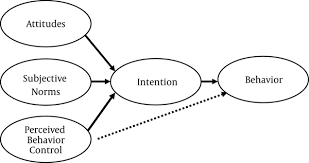 Attitudes
Subjective
Norms
Intention
Behavior
Perceived
Behavior
Control